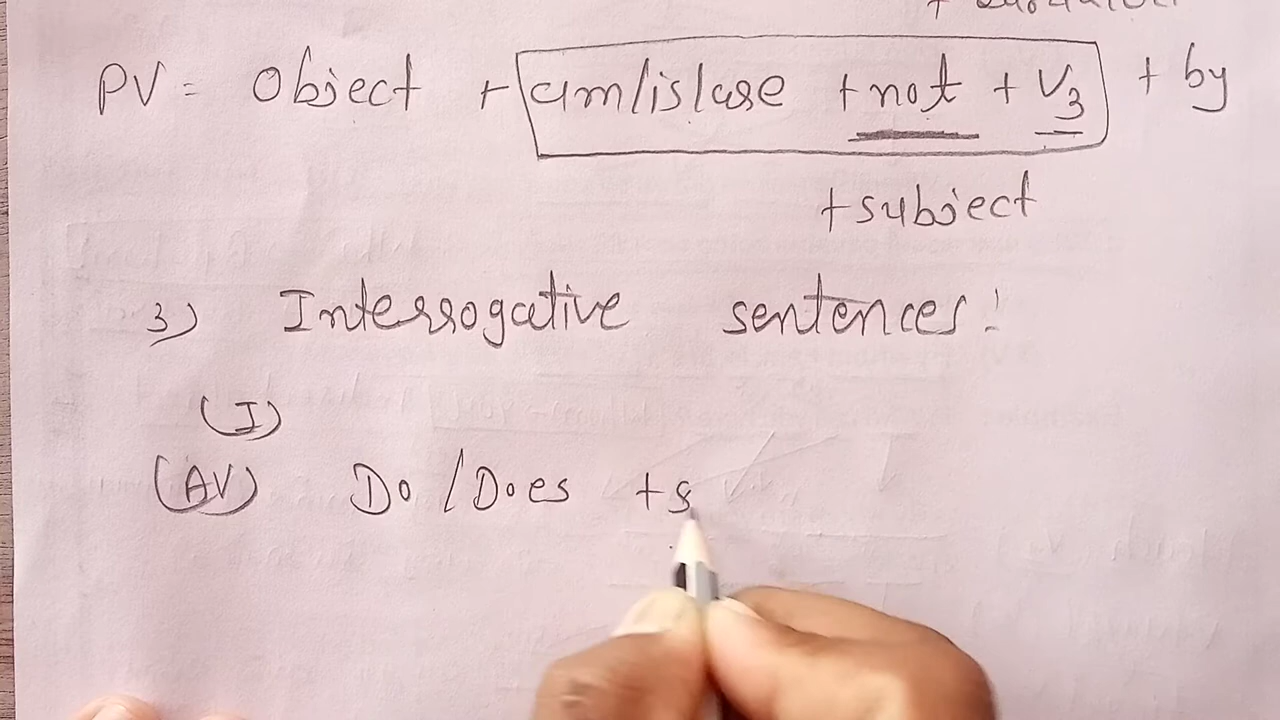 PV = Object + am/is/are + not + V3 + by
+ subject
3) Interrogative sentences:
(I)
(AV) Do / Does + s